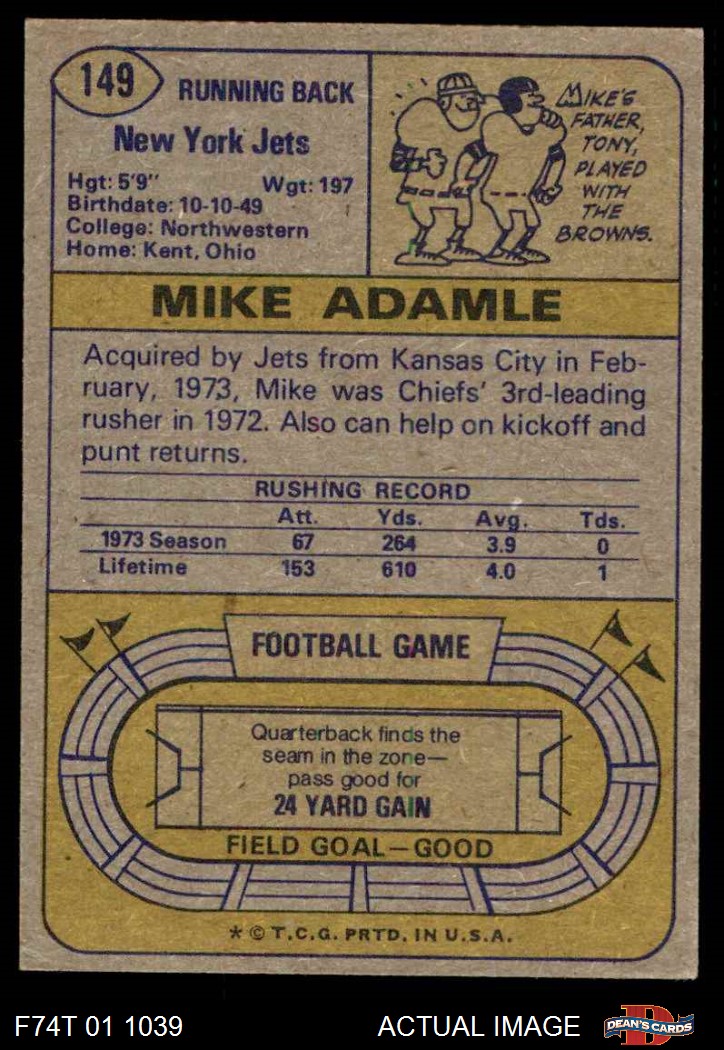 149
RUNNING BACK
New York Jets
Hgt: 5'9" Wgt: 197
Birthdate: 10-10-49
College: Northwestern
Home: Kent, Ohio
MIKE'S
FATHER,
TONY,
PLAYED
WITH
THE
BROWNS.
MIKE ADAMLE
Acquired by Jets from Kansas City in Feb-
ruary, 1973, Mike was Chiefs' 3rd-leading
rusher in 1972. Also can help on kickoff and
punt returns.
RUSHING RECORD
Att. Yds. Avg. Tds.
1973 Season 67 264 3.9 0
Lifetime 153 610 4.0 1
FOOTBALL GAME
Quarterback finds the
seam in the zone—
pass good for
24 YARD GAIN
FIELD GOAL—GOOD
* © T.C.G. PRTD. IN U.S.A.
F74T 01 1039 ACTUAL IMAGE
D
DEAN'S CARDS